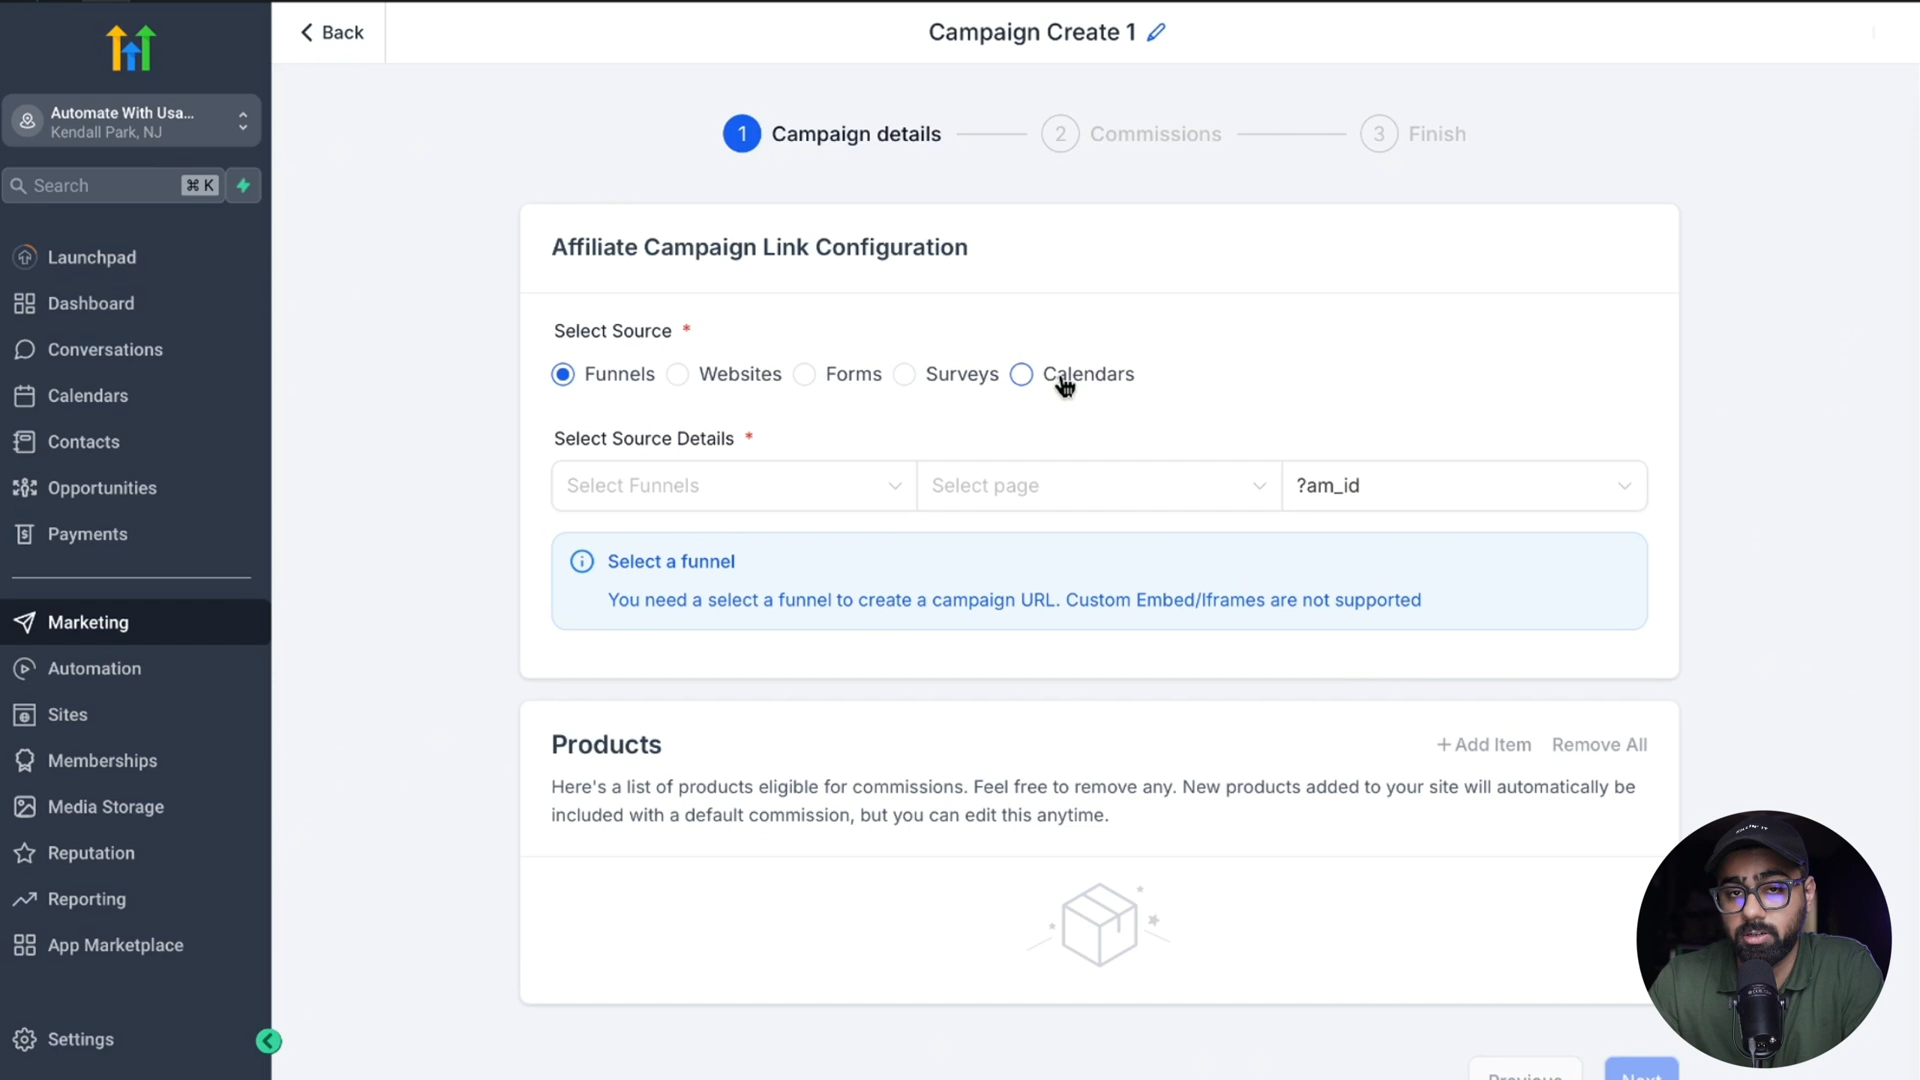 Back
Campaign Create 1
Automate With Usa...
Kendall Park, NJ
Search
⌘ K
1 Campaign details
2 Commissions
3 Finish
Launchpad
Dashboard
Conversations
Calendars
Contacts
Opportunities
Payments
Marketing
Automation
Sites
Memberships
Media Storage
Reputation
Reporting
App Marketplace
Settings
Affiliate Campaign Link Configuration
Select Source *
Funnels Websites Forms Surveys Calendars
Select Source Details *
Select Funnels Select page ?am_id
Select a funnel
You need a select a funnel to create a campaign URL. Custom Embed/Iframes are not supported
Products
+ Add Item Remove All
Here's a list of products eligible for commissions. Feel free to remove any. New products added to your site will automatically be
included with a default commission, but you can edit this anytime.
Previous Next